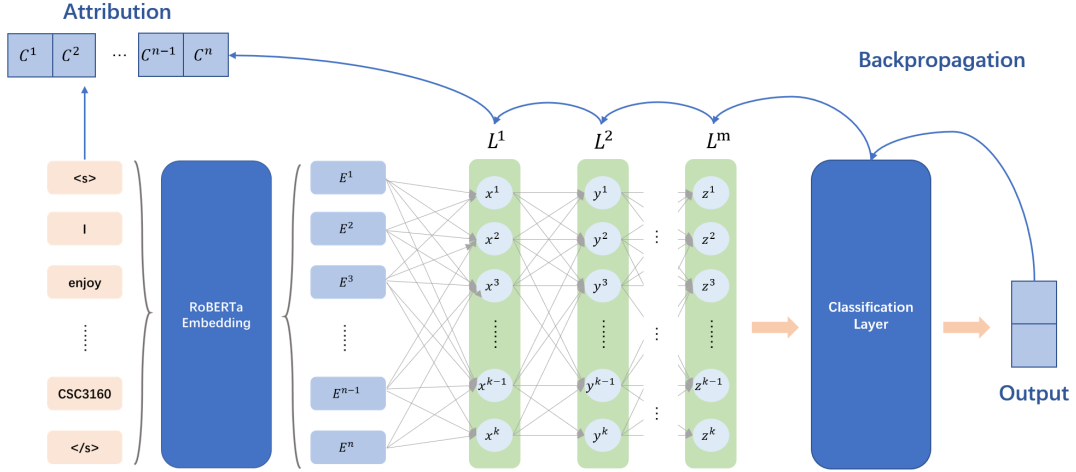 Attribution
C¹ C² ... Cⁿ⁻¹ Cⁿ
Backpropagation
L¹ L² Lᵐ
<s>
I
enjoy
......
CSC3160
</s>
RoBERTa
Embedding
E¹
E²
E³
......
Eⁿ⁻¹
Eⁿ
x¹
x²
x³
......
xᵏ⁻¹
xᵏ
y¹
y²
y³
......
yᵏ⁻¹
yᵏ
...
...
...
z¹
z²
z³
......
zᵏ⁻¹
zᵏ
Classification
Layer
Output